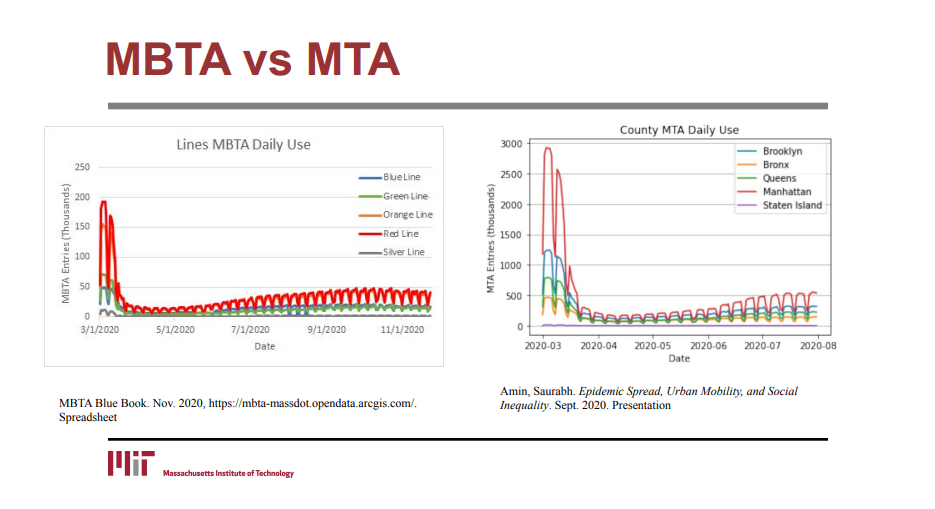 MBTA vs MTA
Lines MBTA Daily Use
MBTA Entries (Thousands)
250
200
150
100
50
0
3/1/2020 5/1/2020 7/1/2020 9/1/2020 11/1/2020
Date
Blue Line
Green Line
Orange Line
Red Line
Silver Line
MBTA Blue Book. Nov. 2020, https://mbta-massdot.opendata.arcgis.com/.
Spreadsheet
County MTA Daily Use
MTA Entries (thousands)
3000
2500
2000
1500
1000
500
0
2020-03 2020-04 2020-05 2020-06 2020-07 2020-08
Date
Brooklyn
Bronx
Queens
Manhattan
Staten Island
Amin, Saurabh. Epidemic Spread, Urban Mobility, and Social
Inequality. Sept. 2020. Presentation
MIT
Massachusetts Institute of Technology